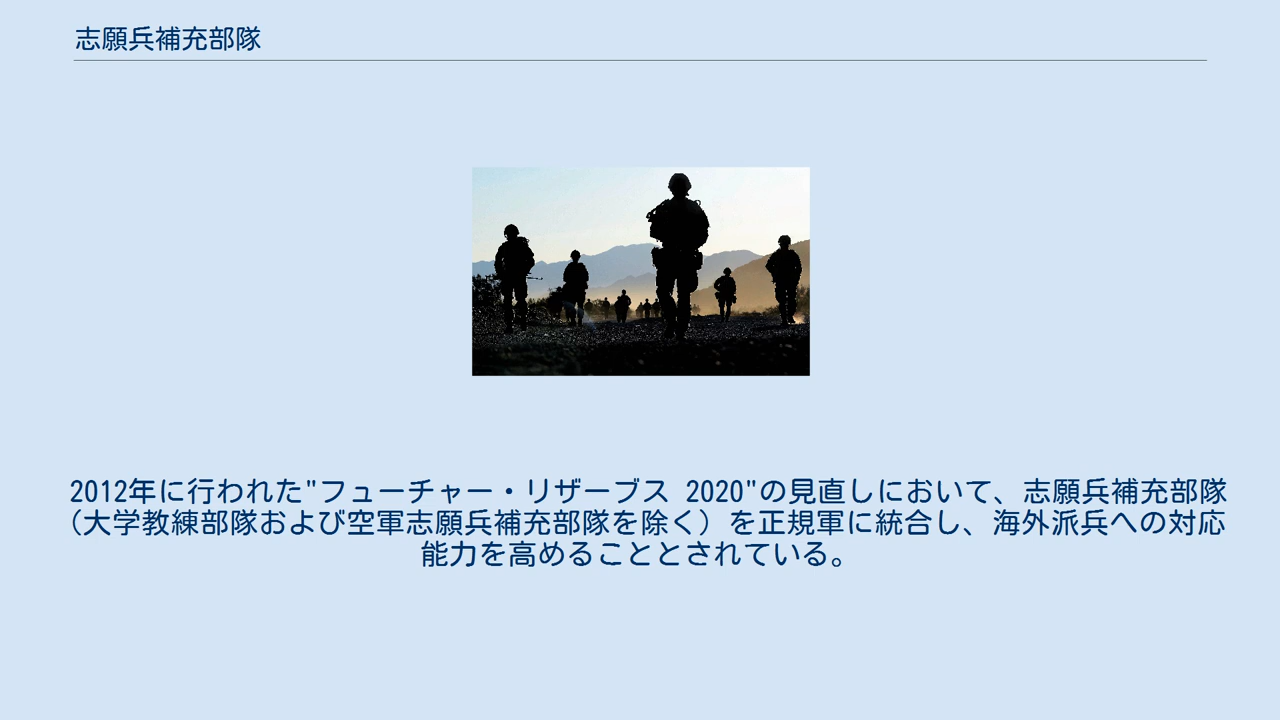 志願兵補充部隊
2012年に行われた"フューチャー・リザーブス 2020"の見直しにおいて、志願兵補充部隊
（大学教練部隊および空軍志願兵補充部隊を除く）を正規軍に統合し、海外派兵への対応
能力を高めることとされている。